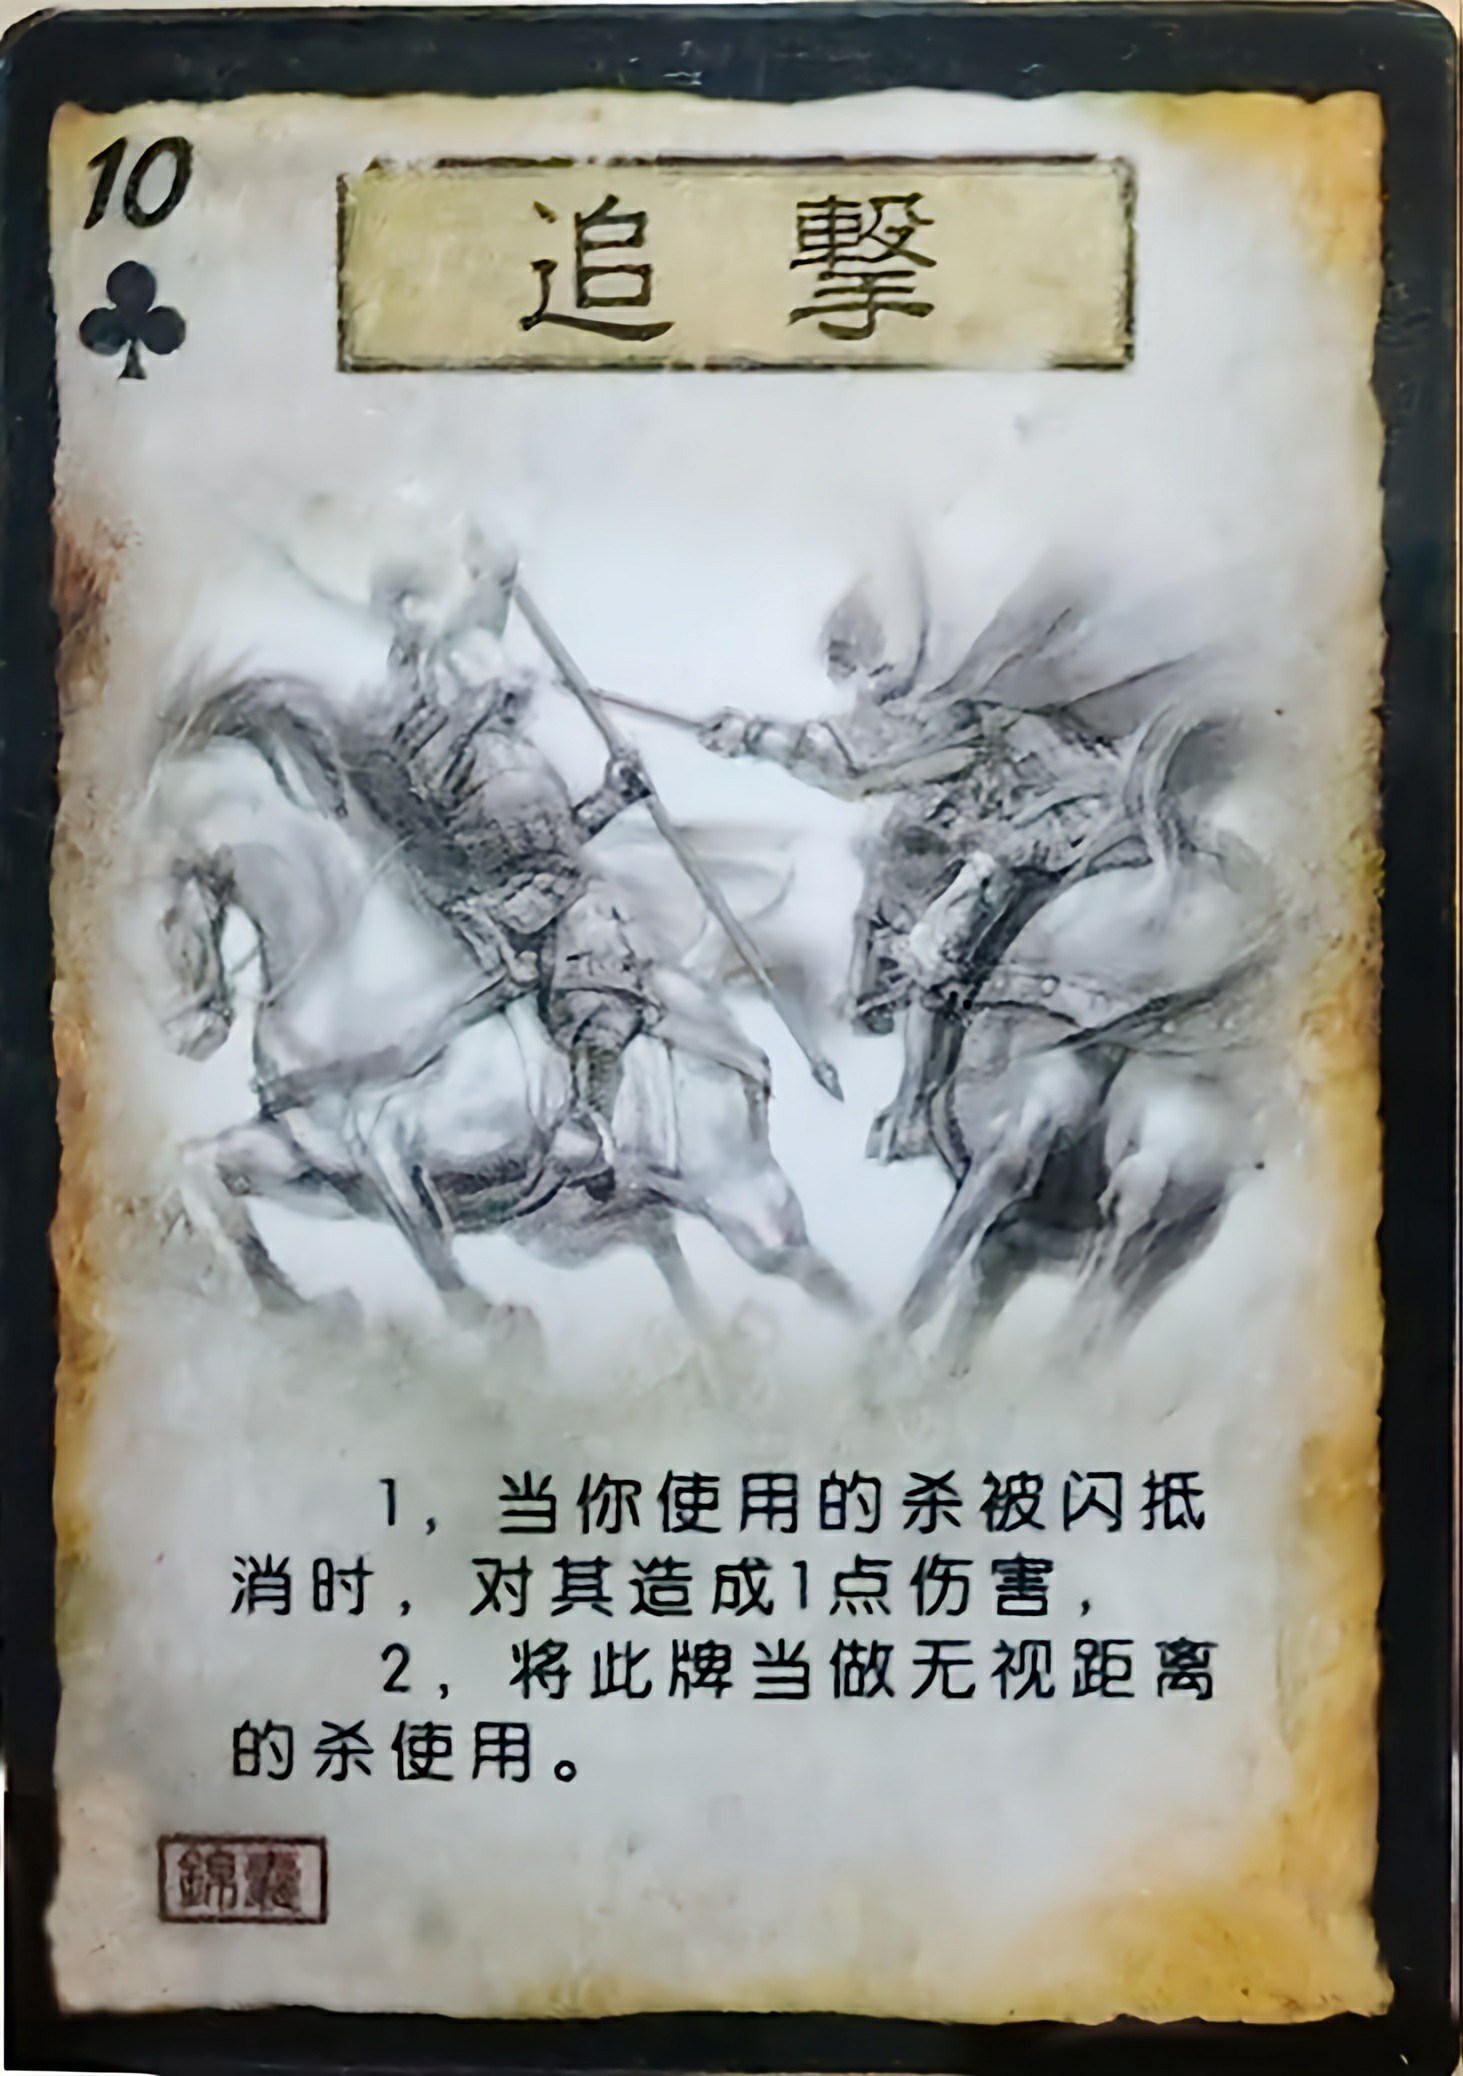 10
追擊
1，当你使用的杀被闪抵
消时，对其造成1点伤害，
2，将此牌当做无视距离
的杀使用。
錦囊